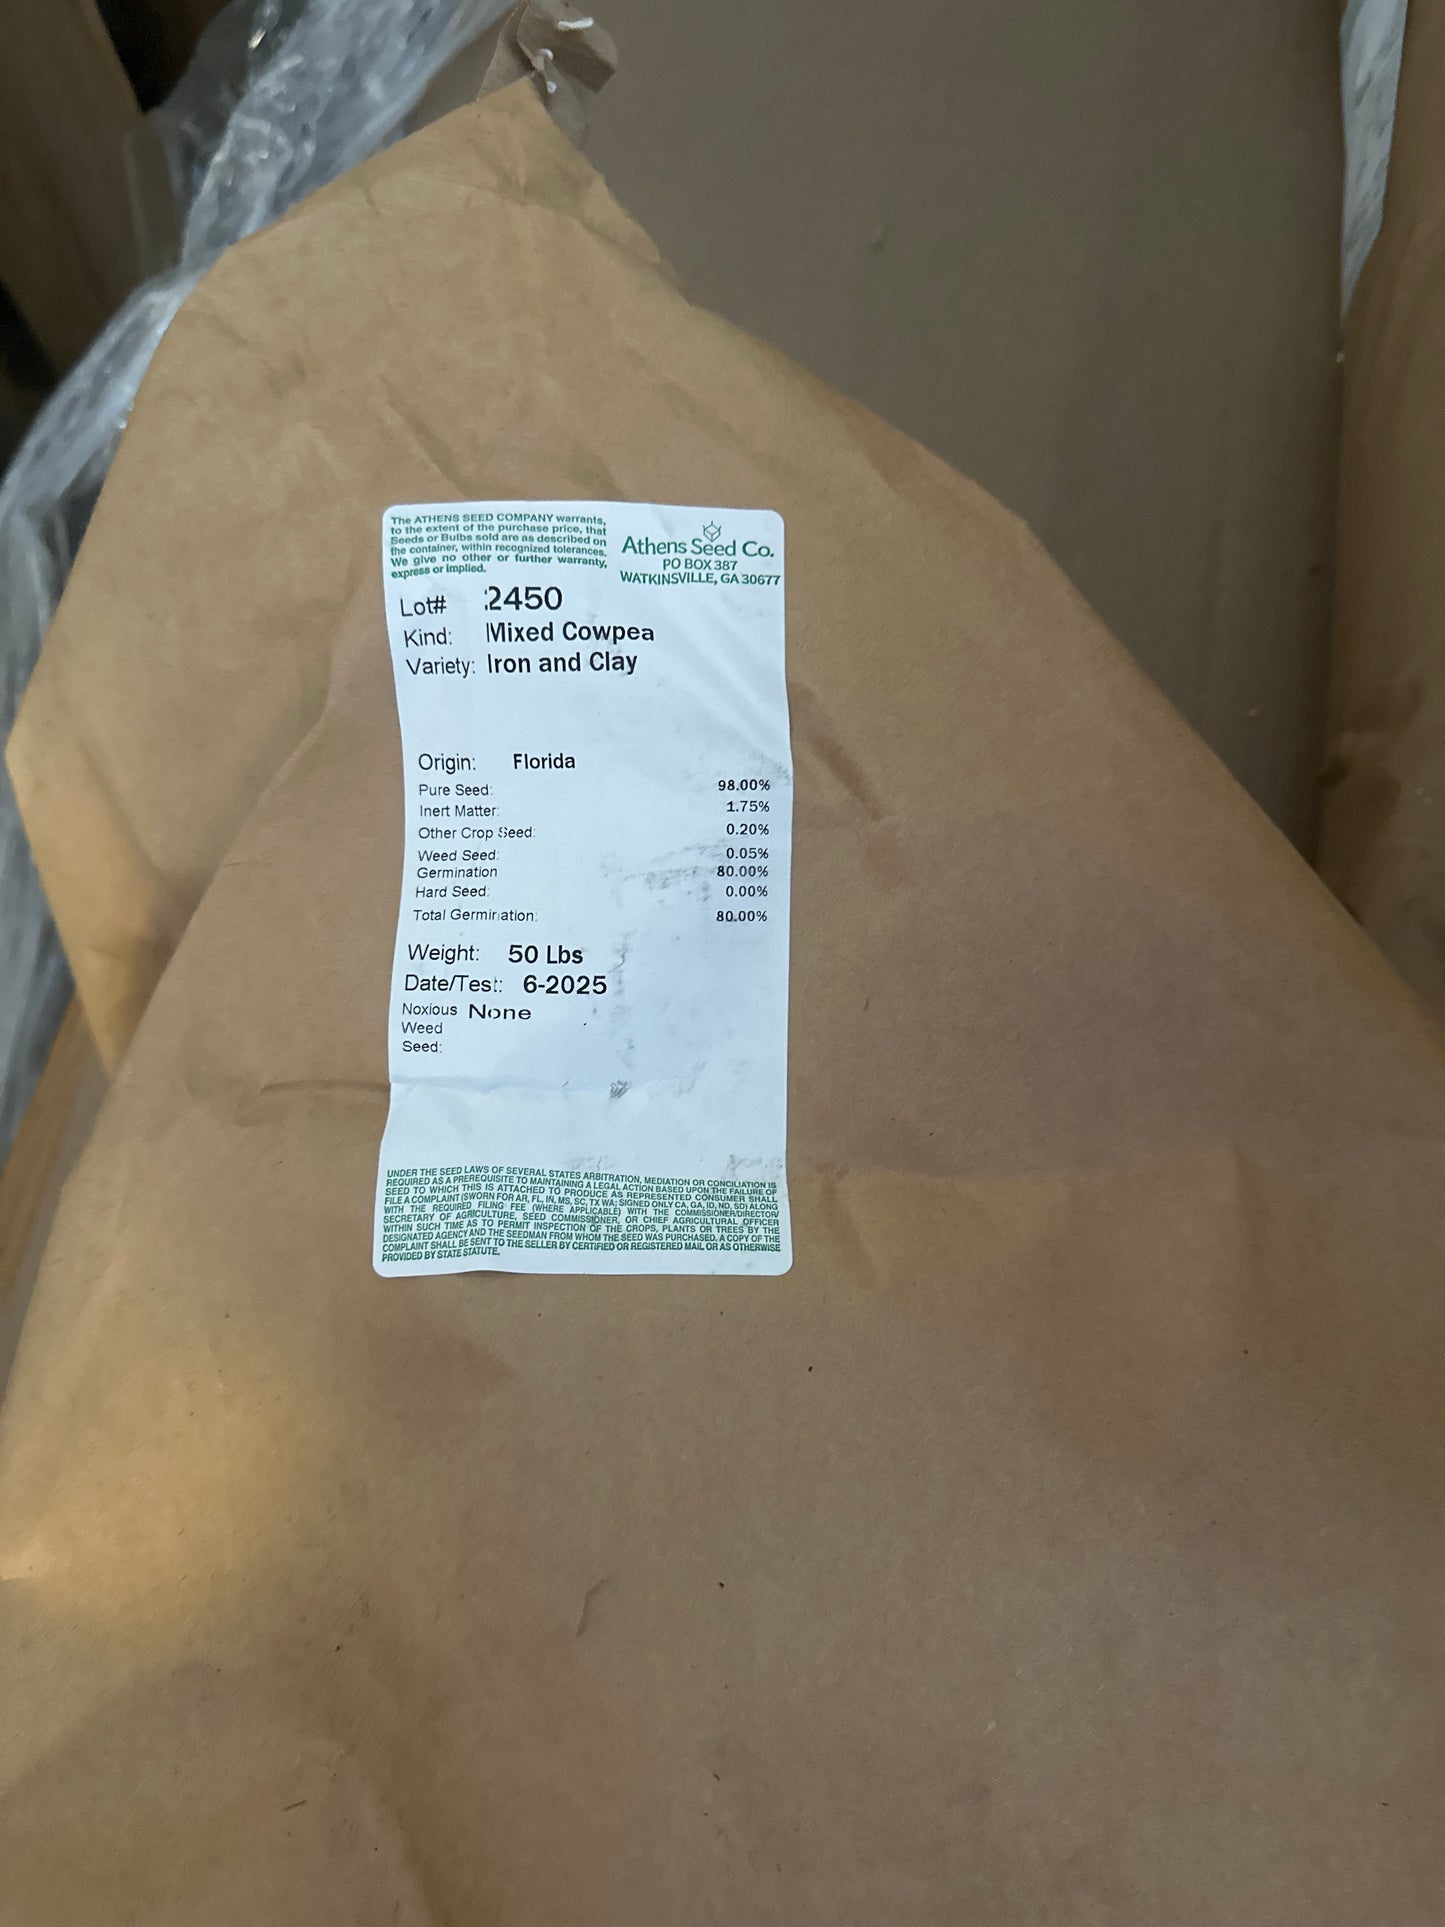 The ATHENS SEED COMPANY warrants,
to the extent of the purchase price, that
Seeds or Bulbs sold are as described on
the container, within recognized tolerances.
We give no other or further warranty,
express or implied.
Athens Seed Co.
PO BOX 387
WATKINSVILLE, GA 30677
Lot# 2450
Kind: Mixed Cowpea
Variety: Iron and Clay
Origin: Florida
Pure Seed: 98.00%
Inert Matter: 1.75%
Other Crop Seed: 0.20%
Weed Seed: 0.05%
Germination 80.00%
Hard Seed: 0.00%
Total Germination: 80.00%
Weight: 50 Lbs
Date/Test: 6-2025
Noxious None
Weed
Seed:
UNDER THE SEED LAWS OF SEVERAL STATES ARBITRATION, MEDIATION OR CONCILIATION IS
REQUIRED AS A PREREQUISITE TO MAINTAINING A LEGAL ACTION BASED UPON THE FAILURE OF
SEED TO WHICH THIS IS ATTACHED TO PRODUCE AS REPRESENTED CONSUMER SHALL
FILE A COMPLAINT (SWORN FOR AR, FL, IN, MS, SC, TX WA; SIGNED ONLY CA, GA, ID, ND, SD) ALONG
WITH THE REQUIRED FILING FEE (WHERE APPLICABLE) WITH THE COMMISSIONER/DIRECTOR/
SECRETARY OF AGRICULTURE, SEED COMMISSIONER, OR CHIEF AGRICULTURAL OFFICER
WITHIN SUCH TIME AS TO PERMIT INSPECTION OF THE CROPS, PLANTS OR TREES BY THE
DESIGNATED AGENCY AND THE SEEDMAN FROM WHOM THE SEED WAS PURCHASED. A COPY OF THE
COMPLAINT SHALL BE SENT TO THE SELLER BY CERTIFIED OR REGISTERED MAIL OR AS OTHERWISE
PROVIDED BY STATE STATUTE.